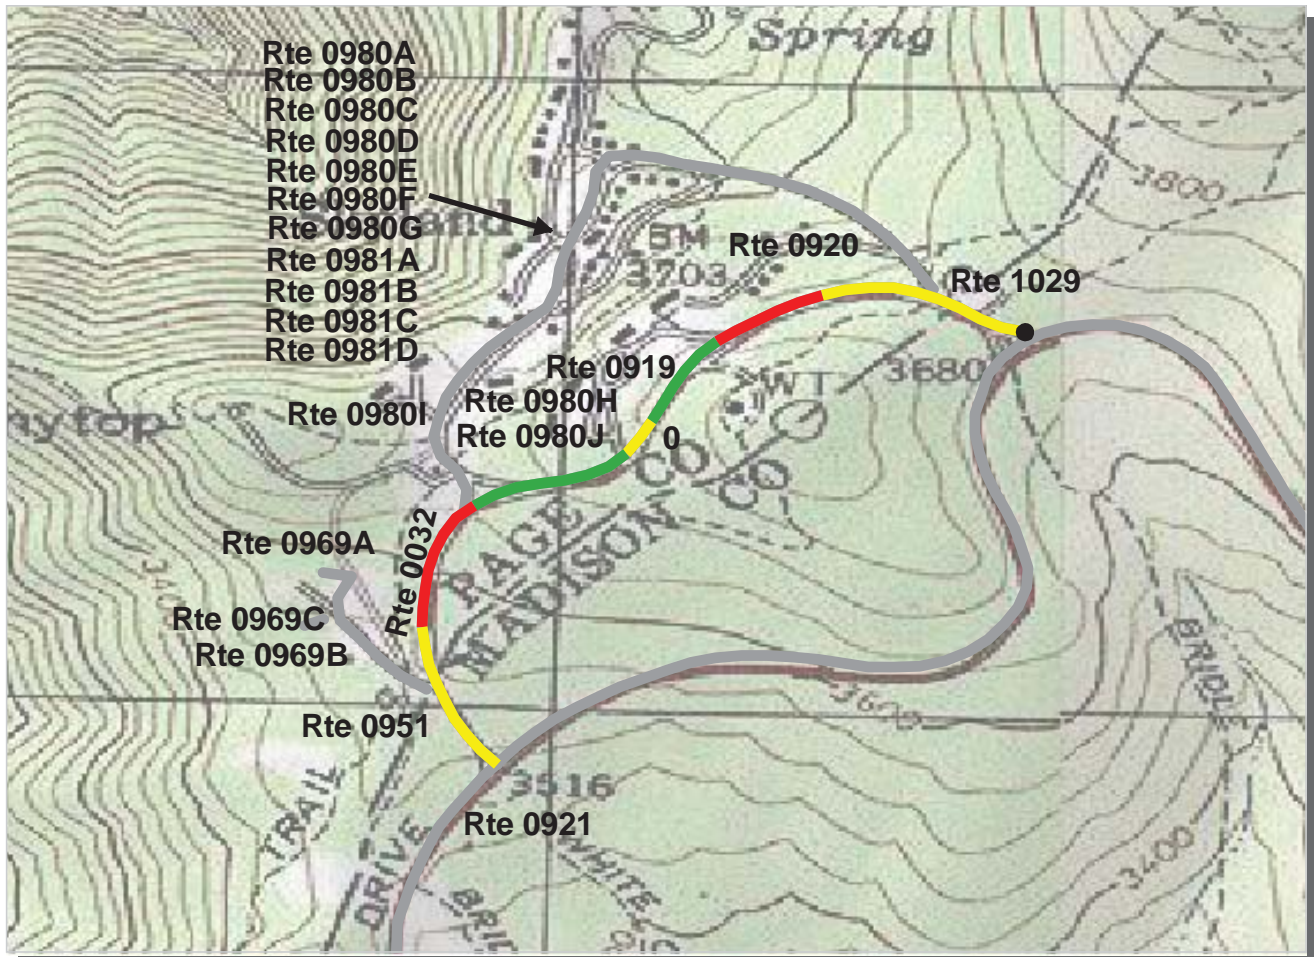 Spring
Rte 0980A
Rte 0980B
Rte 0980C
Rte 0980D
Rte 0980E
Rte 0980F
Rte 0980G
Rte 0981A
Rte 0981B
Rte 0981C
Rte 0981D
3800
BM
3703
Rte 0920
Rte 1029
Rte 0919
Rte 0980H
Rte 0980J
0
WT
3680
Rte 0980I
PAGE CO
MADISON CO
Rte 0032
Rte 0969A
Rte 0969C
Rte 0969B
Rte 0951
3600
BRIDLE
3516
Rte 0921
TRAIL
DRIVE
WHITE
3400